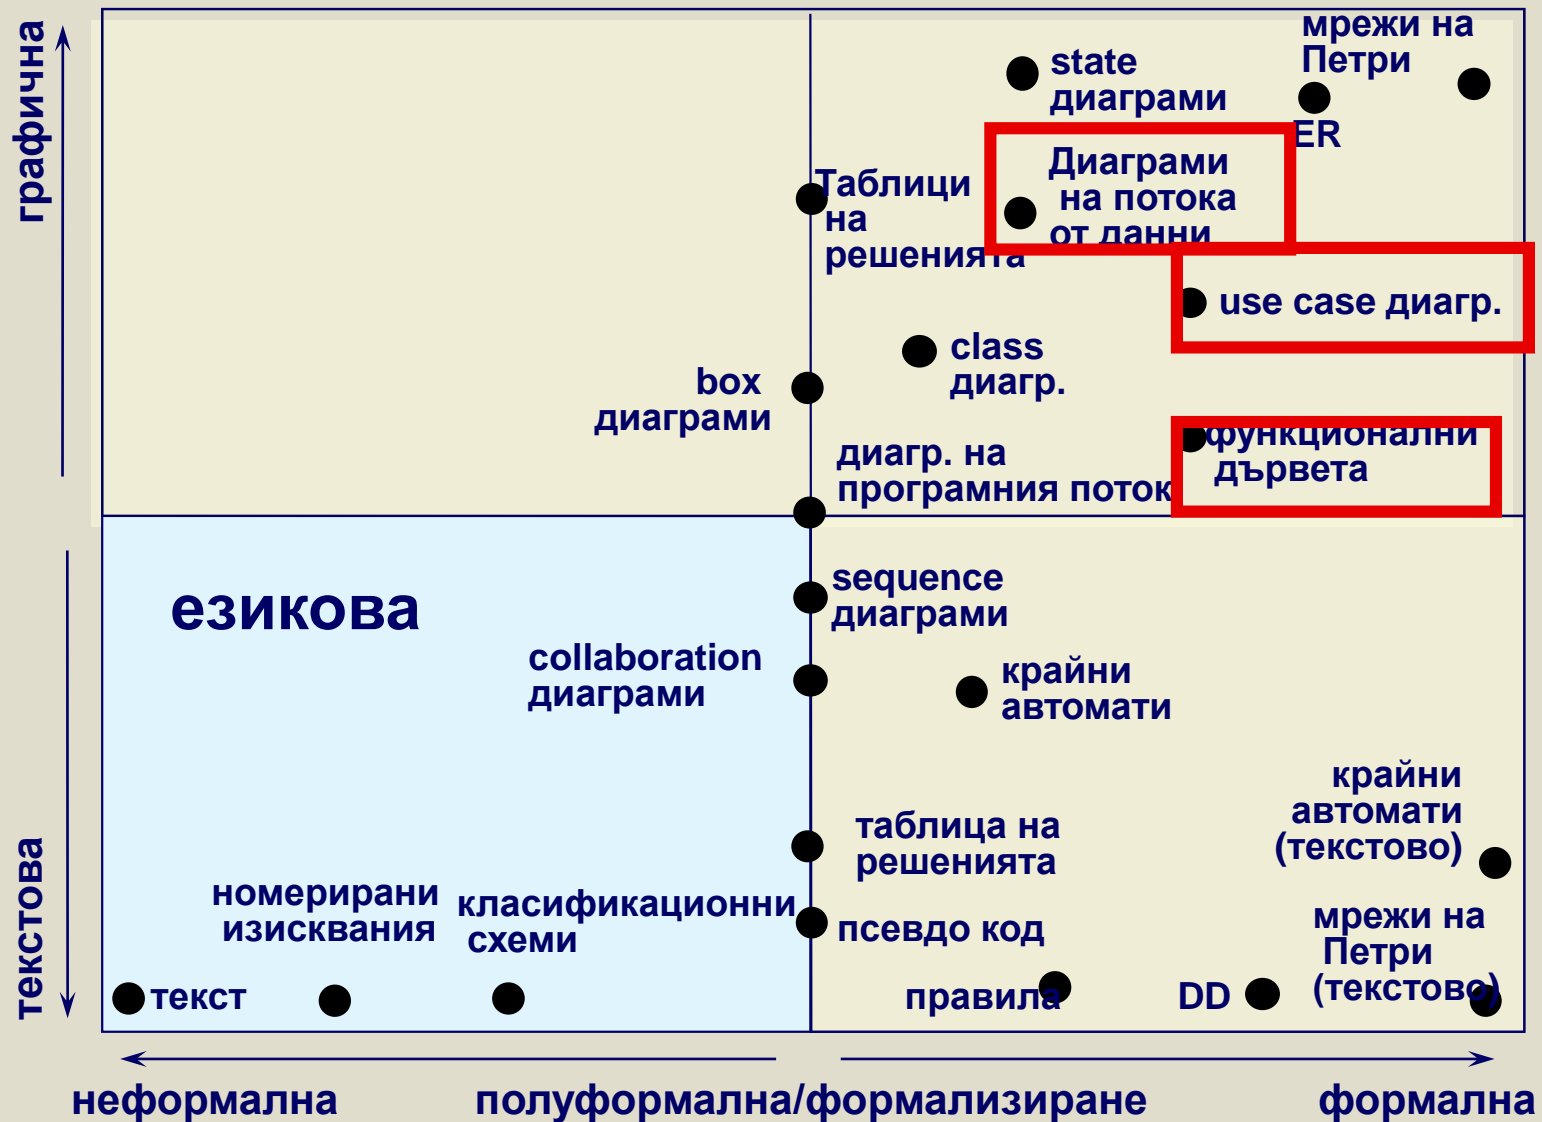 графична
мрежи на
Петри
state
диаграми
ER
Диаграми
на потока
от данни
Таблици
на
решенията
use case диагр.
class
диагр.
box
диаграми
функционални
дървета
диагр. на
програмния поток
sequence
диаграми
езикова
collaboration
диаграми
крайни
автомати
крайни
автомати
(текстово)
таблица на
решенията
текстова
номерирани
изисквания
класификационни
схеми
псевдо код
мрежи на
Петри
(текстово)
текст
правила
DD
неформална
полуформална/формализиране
формална